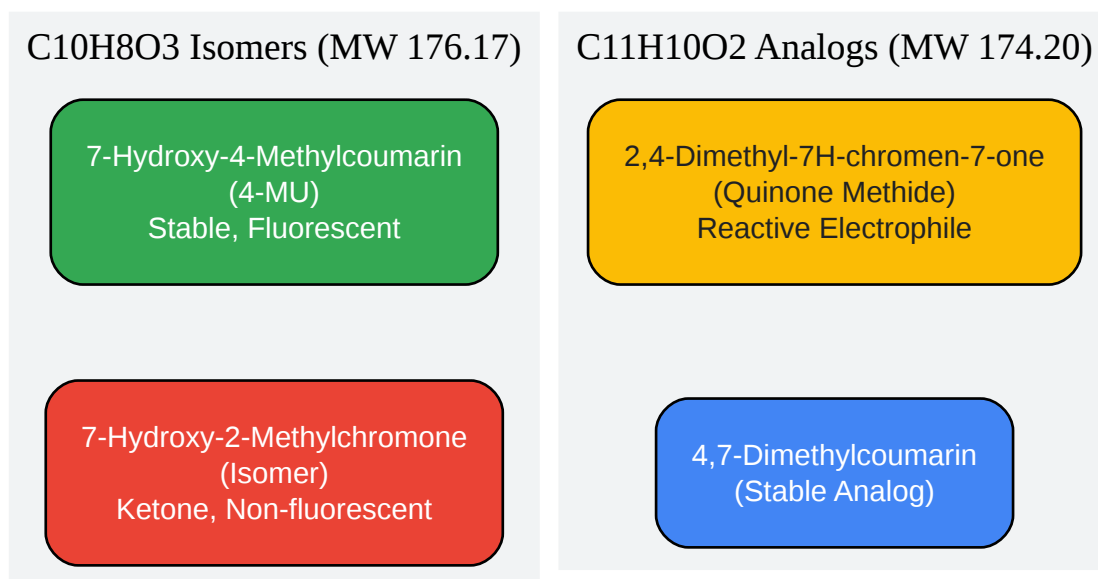 C10H8O3 Isomers (MW 176.17)
7-Hydroxy-4-Methylcoumarin
(4-MU)
Stable, Fluorescent
7-Hydroxy-2-Methylchromone
(Isomer)
Ketone, Non-fluorescent
C11H10O2 Analogs (MW 174.20)
2,4-Dimethyl-7H-chromen-7-one
(Quinone Methide)
Reactive Electrophile
4,7-Dimethylcoumarin
(Stable Analog)